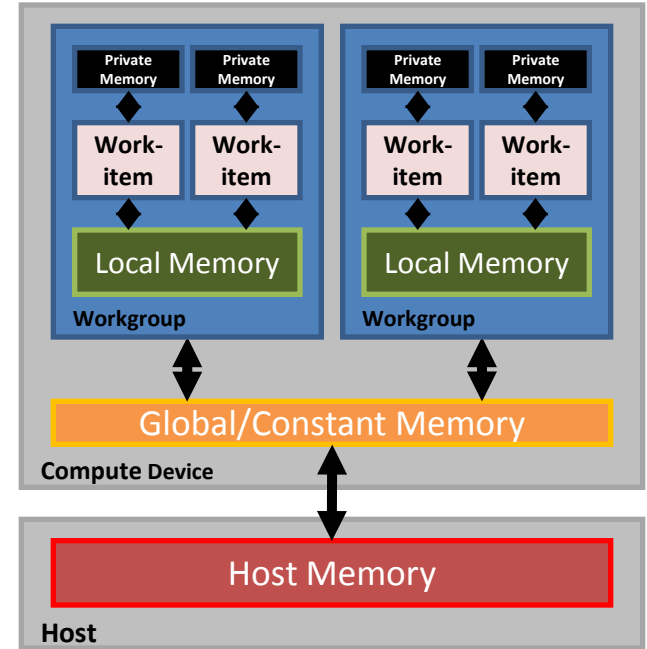 Private
Memory
Private
Memory
Private
Memory
Private
Memory
Work-
item
Work-
item
Work-
item
Work-
item
Local Memory
Local Memory
Workgroup
Workgroup
Global/Constant Memory
Compute Device
Host Memory
Host